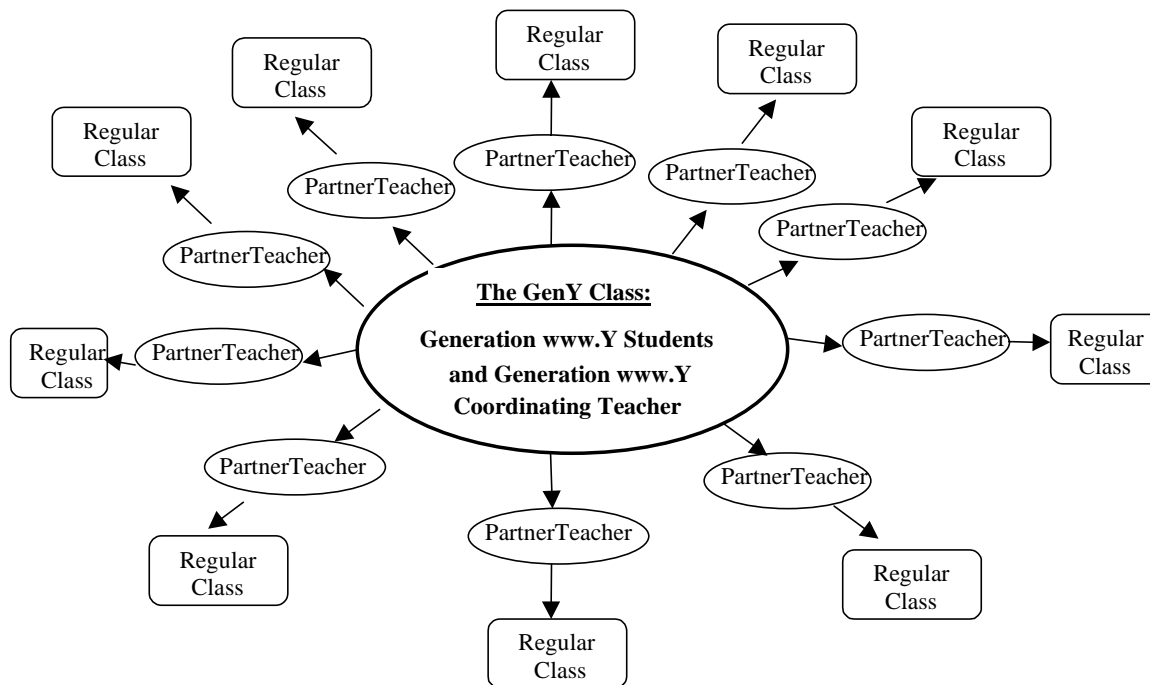 Regular
Class
Regular
Class
Regular
Class
Regular
Class
Regular
Class
PartnerTeacher
PartnerTeacher
PartnerTeacher
PartnerTeacher
PartnerTeacher
The GenY Class:
Generation www.Y Students
and Generation www.Y
Coordinating Teacher
Regular
Class
PartnerTeacher
PartnerTeacher
Regular
Class
PartnerTeacher
PartnerTeacher
PartnerTeacher
Regular
Class
Regular
Class
Regular
Class